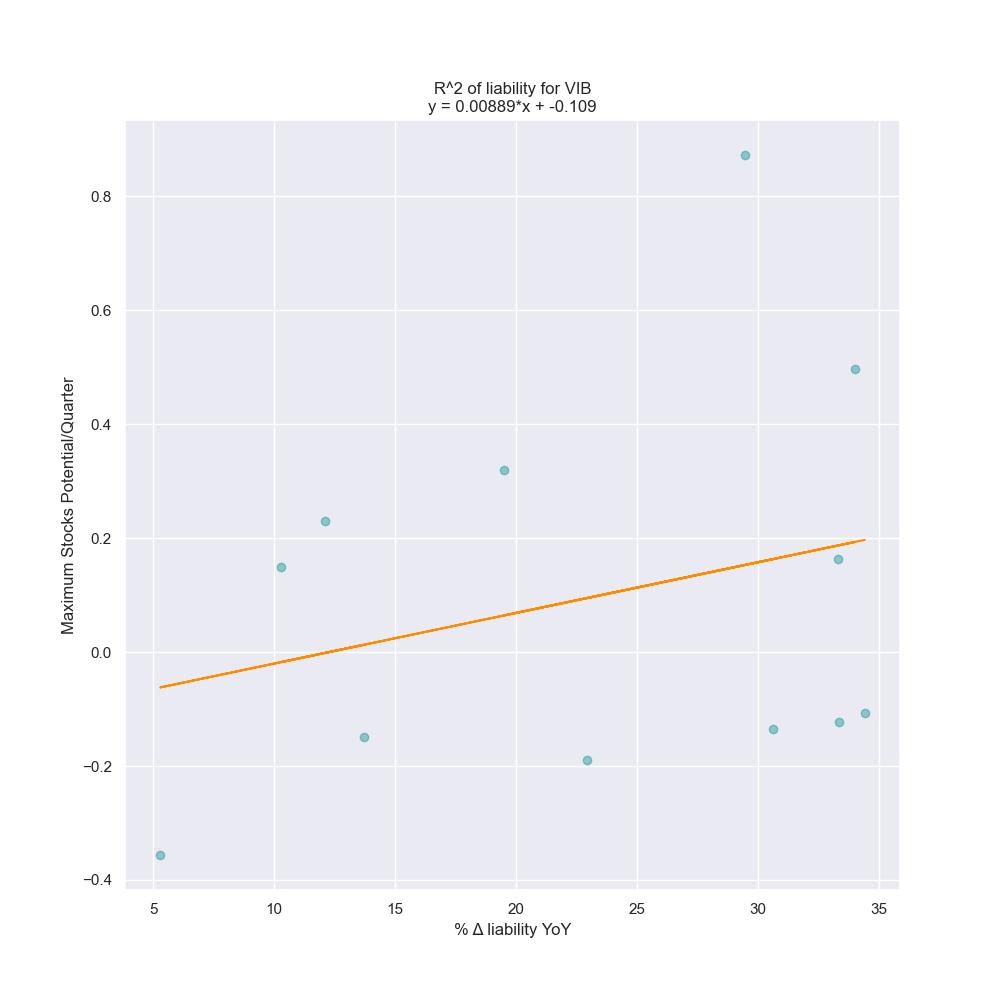 R^2 of liability for VIB
y = 0.00889*x + -0.109
Maximum Stocks Potential/Quarter
0.8
0.6
0.4
0.2
0.0
−0.2
−0.4
5 10 15 20 25 30 35
% Δ liability YoY